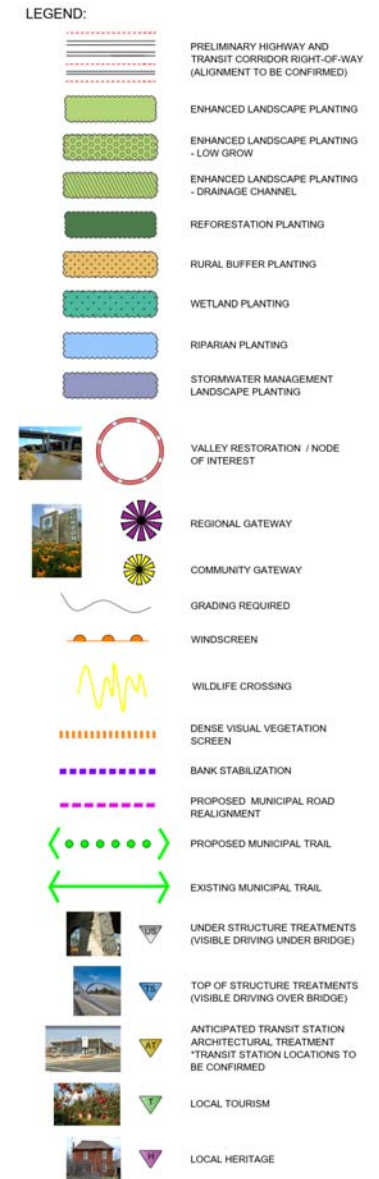 LEGEND:
PRELIMINARY HIGHWAY AND
TRANSIT CORRIDOR RIGHT-OF-WAY
(ALIGNMENT TO BE CONFIRMED)
ENHANCED LANDSCAPE PLANTING
ENHANCED LANDSCAPE PLANTING
- LOW GROW
ENHANCED LANDSCAPE PLANTING
- DRAINAGE CHANNEL
REFORESTATION PLANTING
RURAL BUFFER PLANTING
WETLAND PLANTING
RIPARIAN PLANTING
STORMWATER MANAGEMENT
LANDSCAPE PLANTING
VALLEY RESTORATION / NODE
OF INTEREST
REGIONAL GATEWAY
COMMUNITY GATEWAY
GRADING REQUIRED
WINDSCREEN
WILDLIFE CROSSING
DENSE VISUAL VEGETATION
SCREEN
BANK STABILIZATION
PROPOSED MUNICIPAL ROAD
REALIGNMENT
PROPOSED MUNICIPAL TRAIL
EXISTING MUNICIPAL TRAIL
US
UNDER STRUCTURE TREATMENTS
(VISIBLE DRIVING UNDER BRIDGE)
TS
TOP OF STRUCTURE TREATMENTS
(VISIBLE DRIVING OVER BRIDGE)
AT
ANTICIPATED TRANSIT STATION
ARCHITECTURAL TREATMENT
*TRANSIT STATION LOCATIONS TO
BE CONFIRMED
T
LOCAL TOURISM
H
LOCAL HERITAGE